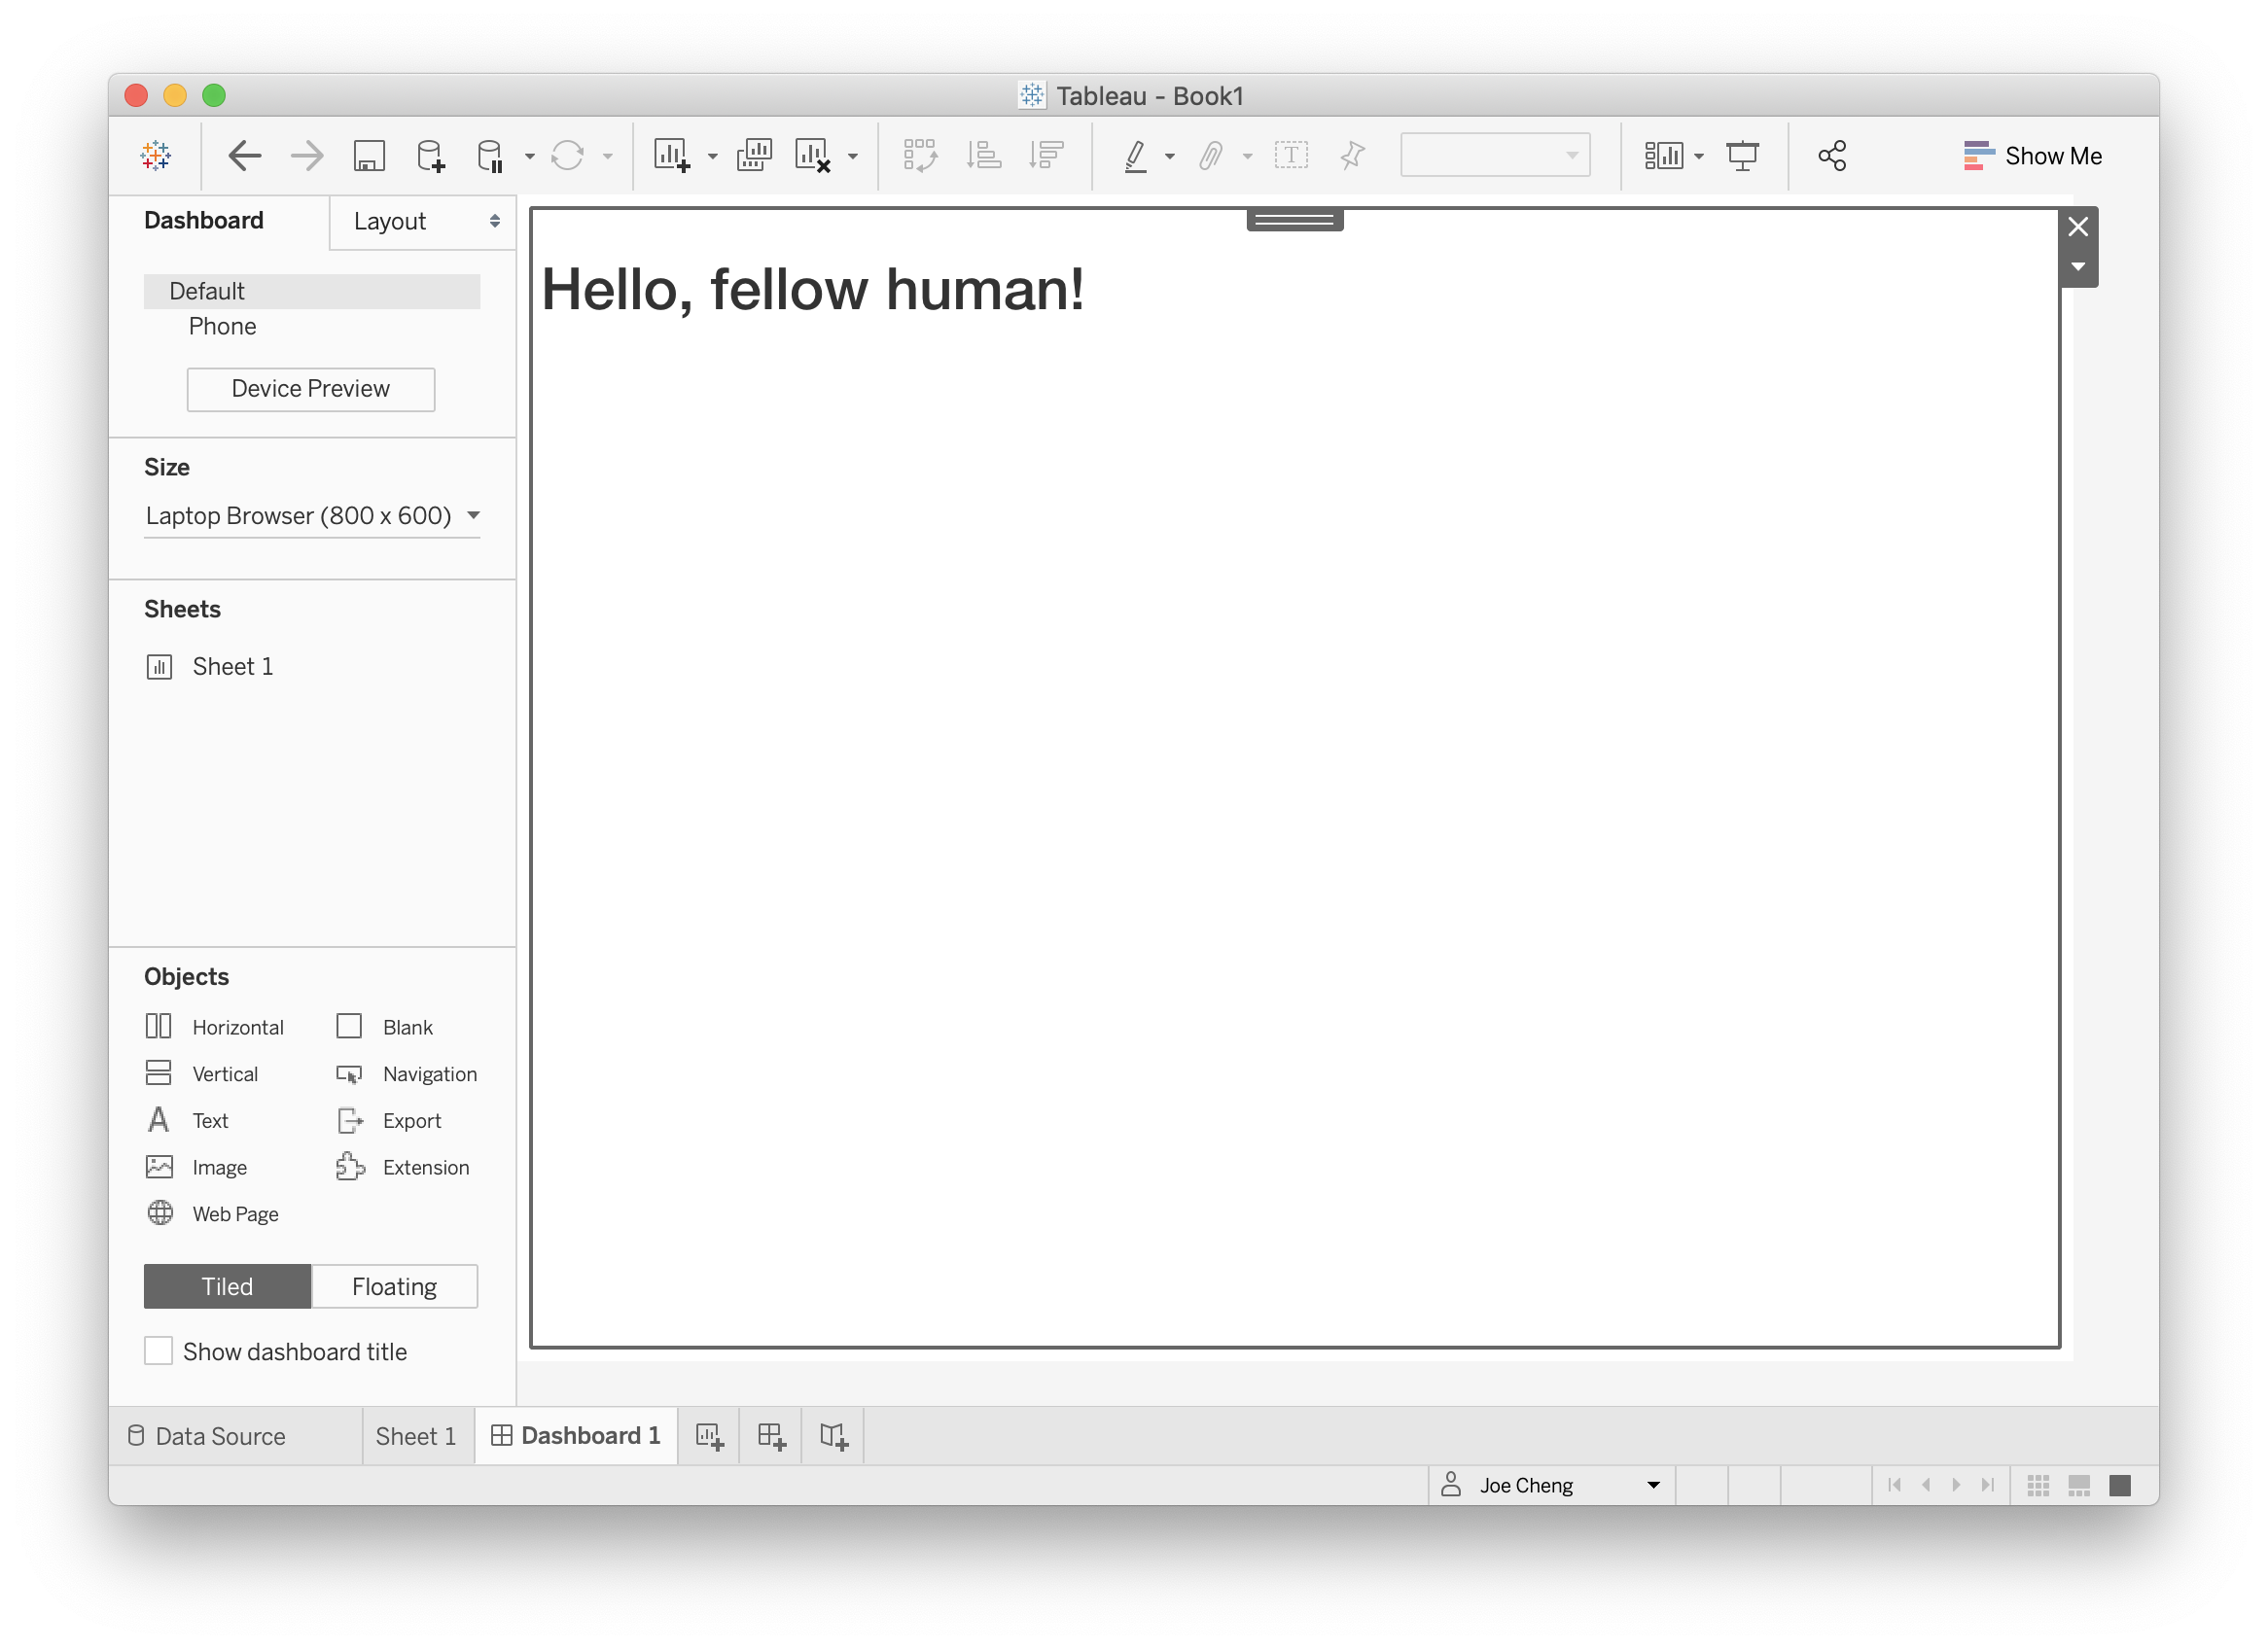 Tableau - Book1
Show Me
Dashboard
Layout
Default
Phone
Device Preview
Size
Laptop Browser (800 x 600)
Sheets
Sheet 1
Objects
Horizontal
Blank
Vertical
Navigation
Text
Export
Image
Extension
Web Page
Tiled
Floating
Show dashboard title
Hello, fellow human!
Data Source
Sheet 1
Dashboard 1
Joe Cheng